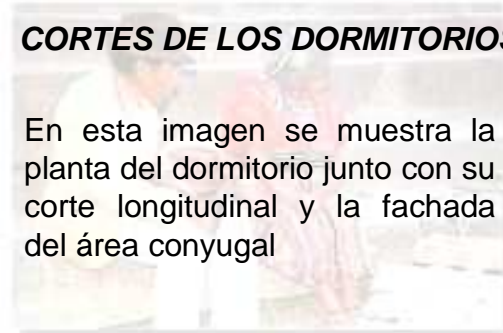 CORTES DE LOS DORMITORIOS
En esta imagen se muestra la
planta del dormitorio junto con su
corte longitudinal y la fachada
del área conyugal